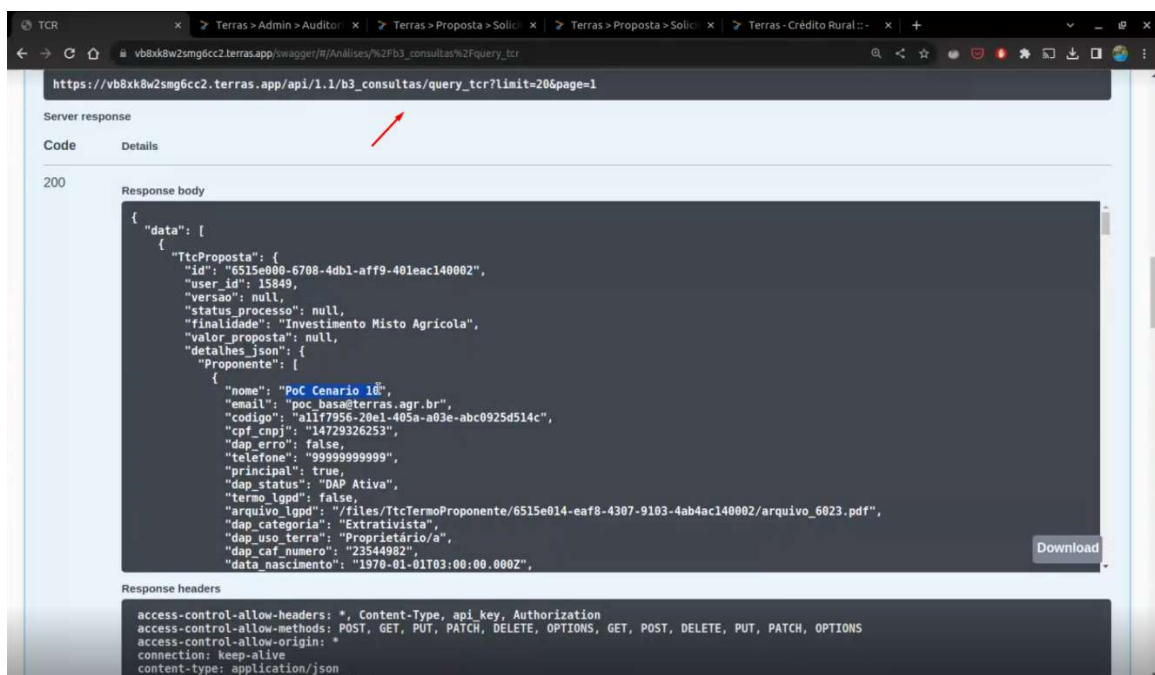 TCR
Terras > Admin > Auditor
Terras > Proposta > Solic
Terras > Proposta > Solic
Terras - Crédito Rural :: -
vb8xk8w2smg6cc2.terras.app/swagger/#/Análises/%2Fb3_consultas%2Fquery_tcr
https://vb8xk8w2smg6cc2.terras.app/api/1.1/b3_consultas/query_tcr?limit=20&page=1
Server response
Code Details
200
Response body
{
"data": [
{
"TtcProposta": {
"id": "6515e000-6708-4db1-aff9-401eac140002",
"user_id": 15849,
"versao": null,
"status_processo": null,
"finalidade": "Investimento Misto Agrícola",
"valor_proposta": null,
"detalhes_json": {
"Proponente": [
{
"nome": "PoC Cenario 10",
"email": "poc_basa@terras.agr.br",
"codigo": "a11f7956-20e1-405a-a03e-abc0925d514c",
"cpf_cnpj": "14729326253",
"dap_erro": false,
"telefone": "99999999999",
"principal": true,
"dap_status": "DAP Ativa",
"termo_lgpd": false,
"arquivo_lgpd": "/files/TtcTermoProponente/6515e014-eaf8-4307-9103-4ab4ac140002/arquivo_6023.pdf",
"dap_categoria": "Extrativista",
"dap_uso_terra": "Proprietário/a",
"dap_caf_numero": "23544982",
"data_nascimento": "1970-01-01T03:00:00.000Z",
Download
Response headers
access-control-allow-headers: *, Content-Type, api_key, Authorization
access-control-allow-methods: POST, GET, PUT, PATCH, DELETE, OPTIONS, GET, POST, DELETE, PUT, PATCH, OPTIONS
access-control-allow-origin: *
connection: keep-alive
content-type: application/json